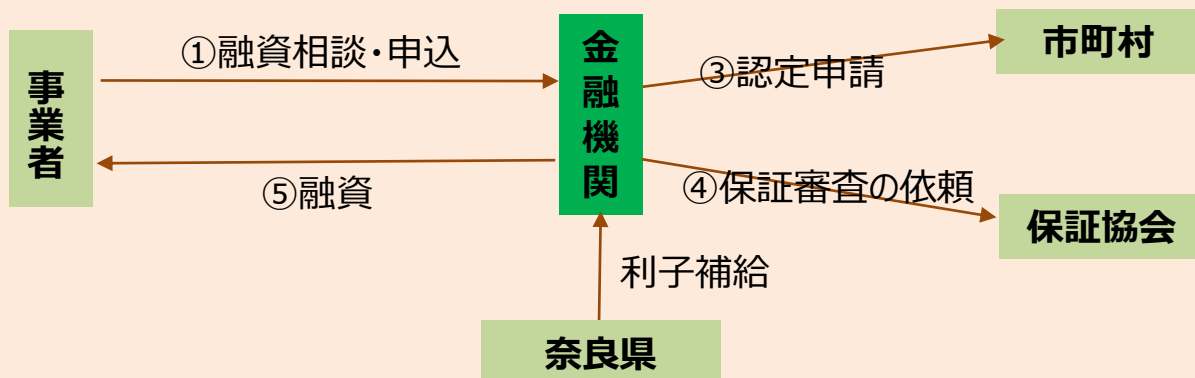 事業者
①融資相談・申込
⑤融資
金融機関
③認定申請
④保証審査の依頼
市町村
保証協会
利子補給
奈良県